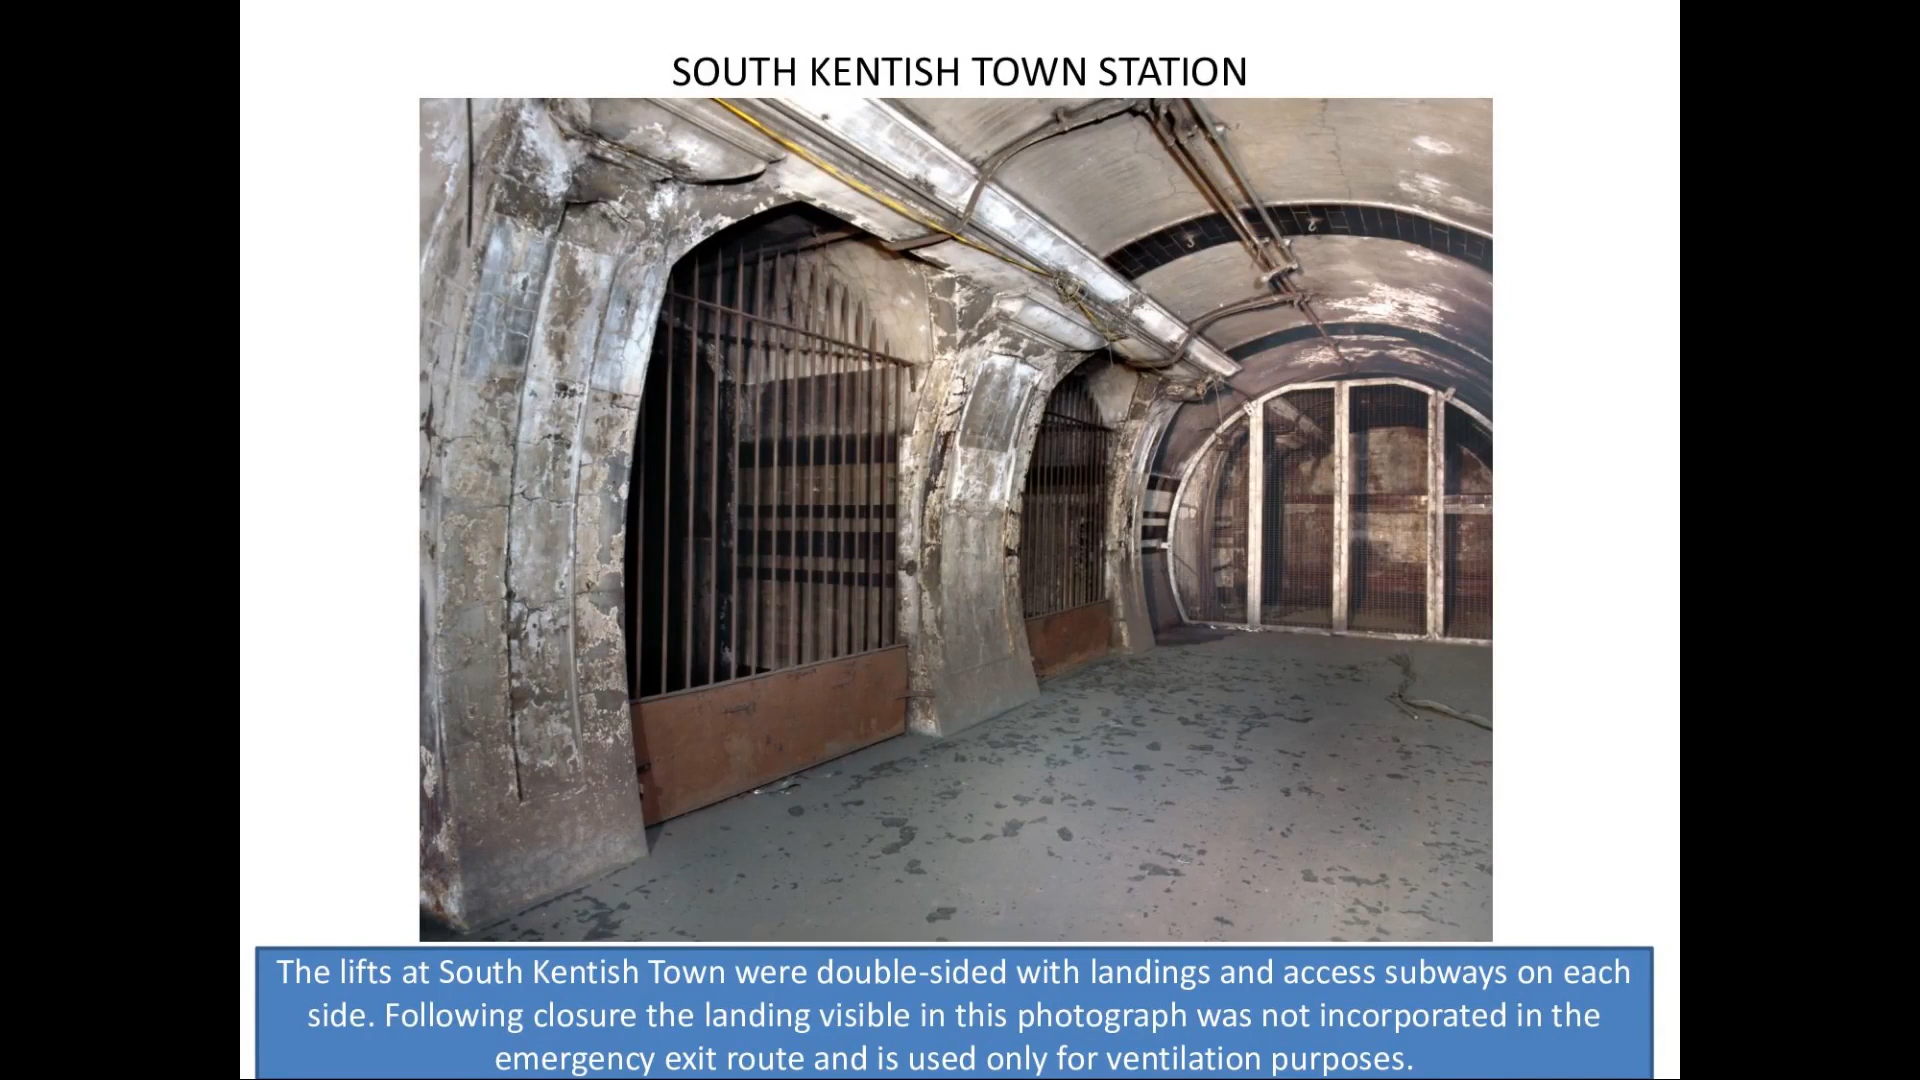 SOUTH KENTISH TOWN STATION
The lifts at South Kentish Town were double-sided with landings and access subways on each
side. Following closure the landing visible in this photograph was not incorporated in the
emergency exit route and is used only for ventilation purposes.